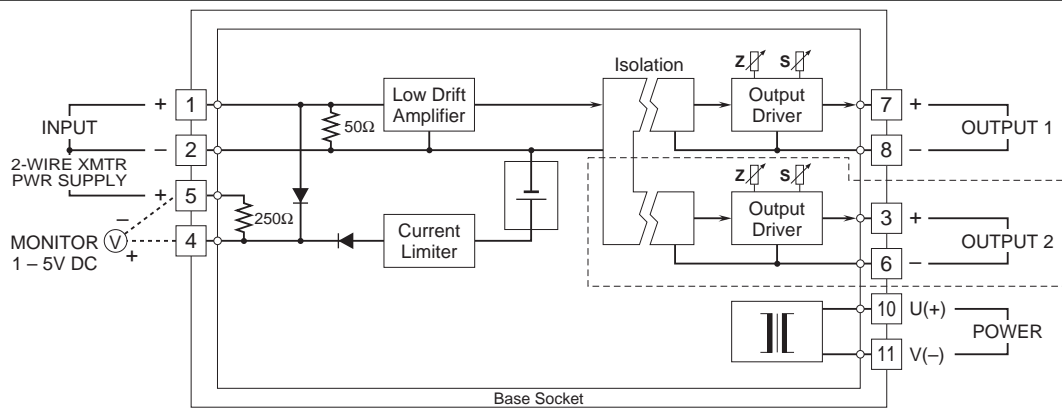 Isolation
Z S
+ 1
Low Drift
Amplifier
50Ω
Output
Driver
7 +
INPUT
OUTPUT 1
– 2
8 –
2-WIRE XMTR
PWR SUPPLY
+ 5
Z S
–
250Ω
Output
Driver
3 +
MONITOR V
4
+
1 – 5V DC
Current
Limiter
OUTPUT 2
6 –
10 U(+)
POWER
11 V(–)
Base Socket